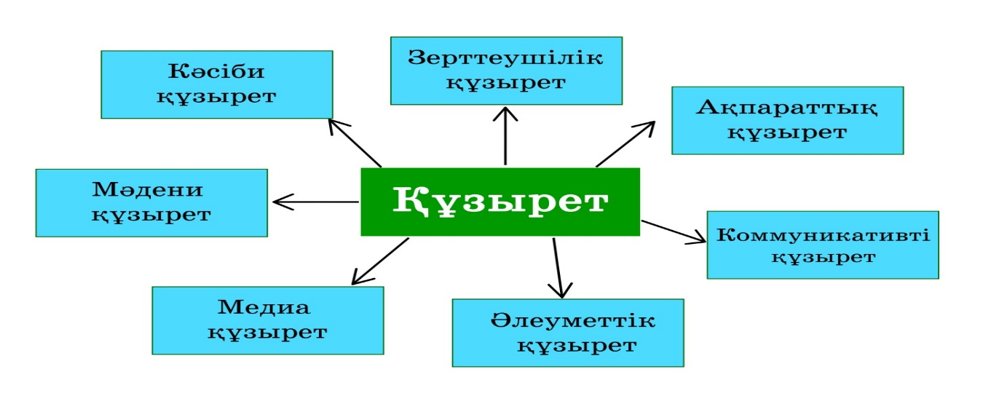 Зерттеушілік
құзырет
Кәсіби
құзырет
Ақпараттық
құзырет
Мәдени
құзырет
Құзырет
Коммуникативті
құзырет
Медиа
құзырет
Әлеуметтік
құзырет